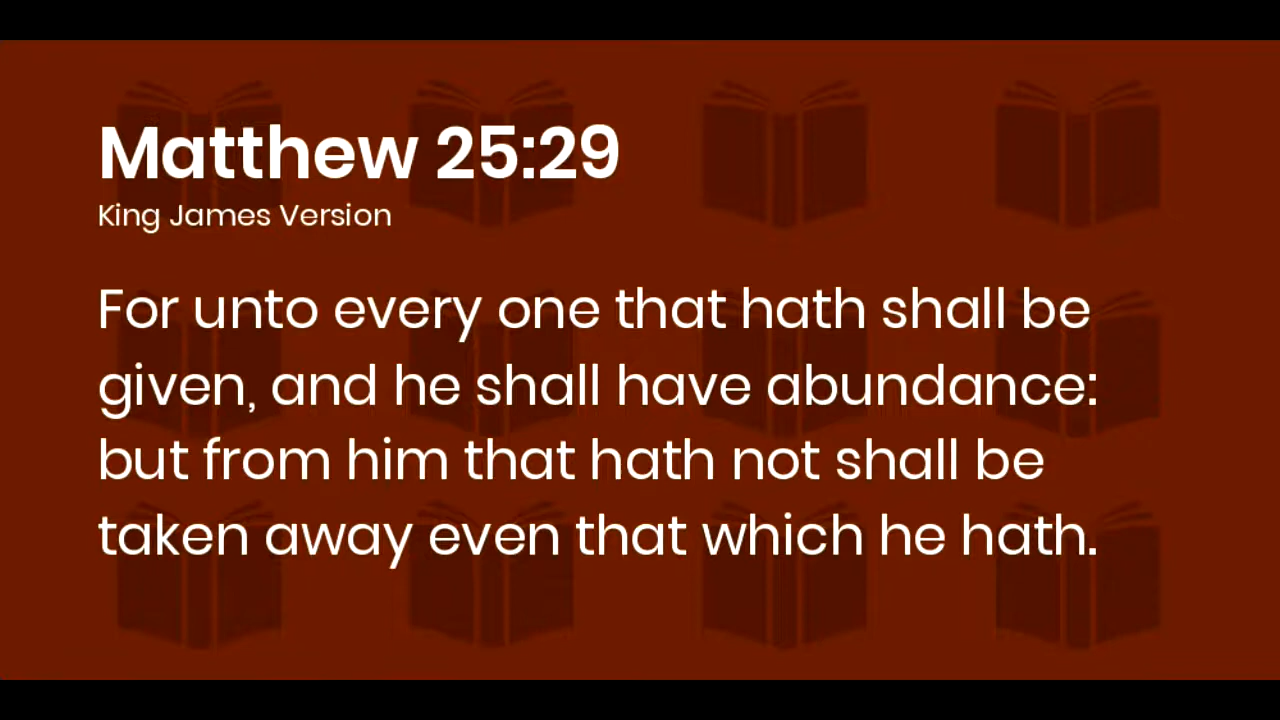 Matthew 25:29
King James Version
For unto every one that hath shall be
given, and he shall have abundance:
but from him that hath not shall be
taken away even that which he hath.